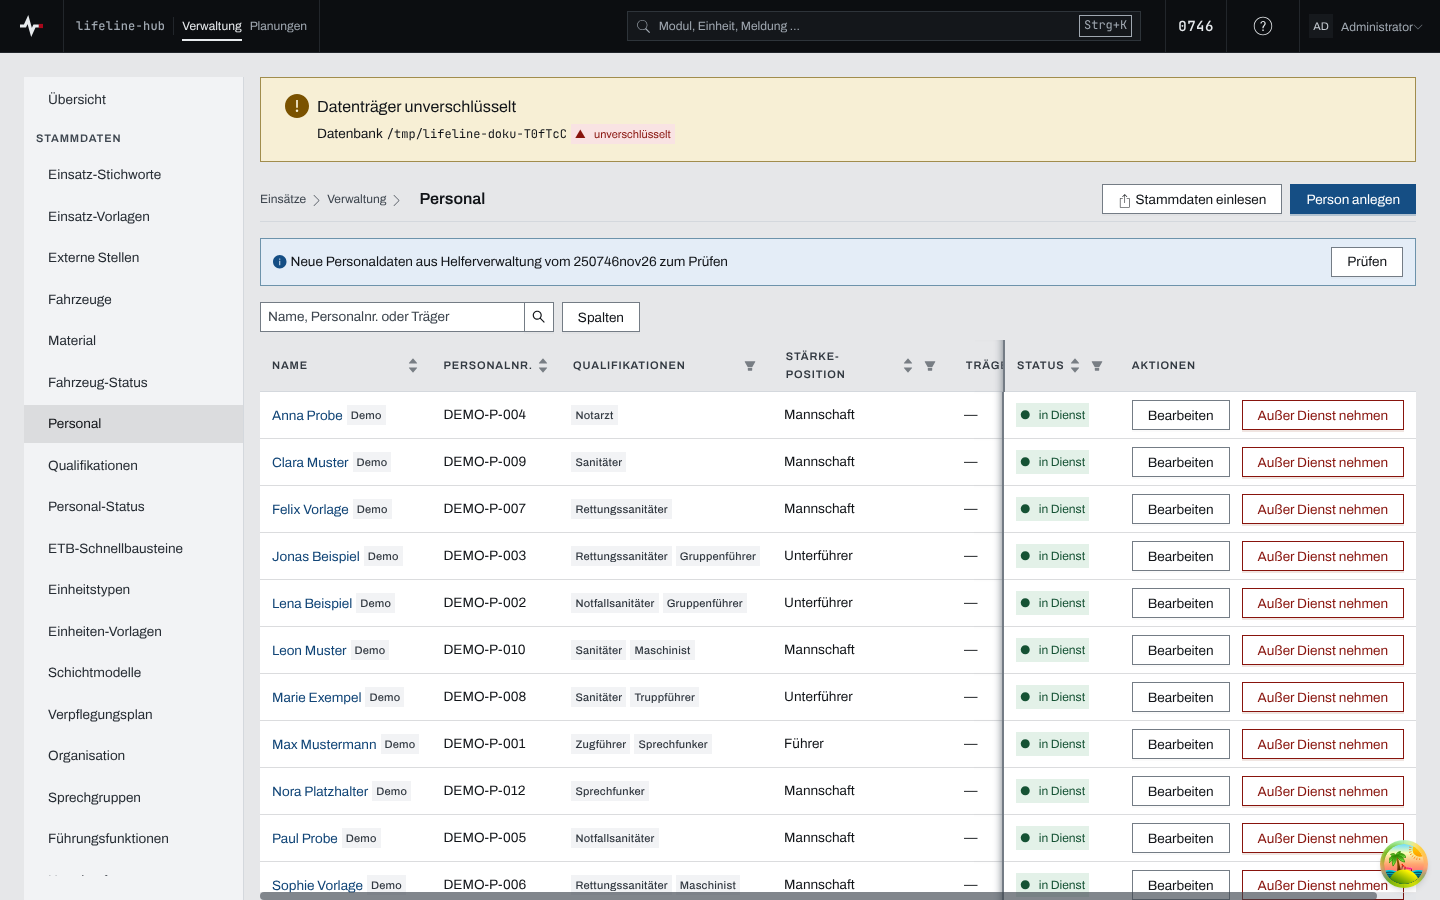 lifeline-hub
Verwaltung Planungen
Modul, Einheit, Meldung ... Strg+K
0746
?
AD Administrator
Übersicht
STAMMDATEN
Einsatz-Stichworte
Einsatz-Vorlagen
Externe Stellen
Fahrzeuge
Material
Fahrzeug-Status
Personal
Qualifikationen
Personal-Status
ETB-Schnellbausteine
Einheitstypen
Einheiten-Vorlagen
Schichtmodelle
Verpflegungsplan
Organisation
Sprechgruppen
Führungsfunktionen
Datenträger unverschlüsselt
Datenbank /tmp/lifeline-doku-T0fTcC unverschlüsselt
Einsätze Verwaltung Personal
Stammdaten einlesen Person anlegen
Neue Personaldaten aus Helferverwaltung vom 250746nov26 zum Prüfen Prüfen
Name, Personalnr. oder Träger Spalten
NAME PERSONALNR. QUALIFIKATIONEN STÄRKE-POSITION TRÄG STATUS AKTIONEN
Anna Probe Demo DEMO-P-004 Notarzt Mannschaft — in Dienst Bearbeiten Außer Dienst nehmen
Clara Muster Demo DEMO-P-009 Sanitäter Mannschaft — in Dienst Bearbeiten Außer Dienst nehmen
Felix Vorlage Demo DEMO-P-007 Rettungssanitäter Mannschaft — in Dienst Bearbeiten Außer Dienst nehmen
Jonas Beispiel Demo DEMO-P-003 Rettungssanitäter Gruppenführer Unterführer — in Dienst Bearbeiten Außer Dienst nehmen
Lena Beispiel Demo DEMO-P-002 Notfallsanitäter Gruppenführer Unterführer — in Dienst Bearbeiten Außer Dienst nehmen
Leon Muster Demo DEMO-P-010 Sanitäter Maschinist Mannschaft — in Dienst Bearbeiten Außer Dienst nehmen
Marie Exempel Demo DEMO-P-008 Sanitäter Truppführer Unterführer — in Dienst Bearbeiten Außer Dienst nehmen
Max Mustermann Demo DEMO-P-001 Zugführer Sprechfunker Führer — in Dienst Bearbeiten Außer Dienst nehmen
Nora Platzhalter Demo DEMO-P-012 Sprechfunker Mannschaft — in Dienst Bearbeiten Außer Dienst nehmen
Paul Probe Demo DEMO-P-005 Notfallsanitäter Mannschaft — in Dienst Bearbeiten Außer Dienst nehmen
Sophie Vorlage Demo DEMO-P-006 Rettungssanitäter Maschinist Mannschaft — in Dienst Bearbeiten Außer Dienst nehmen